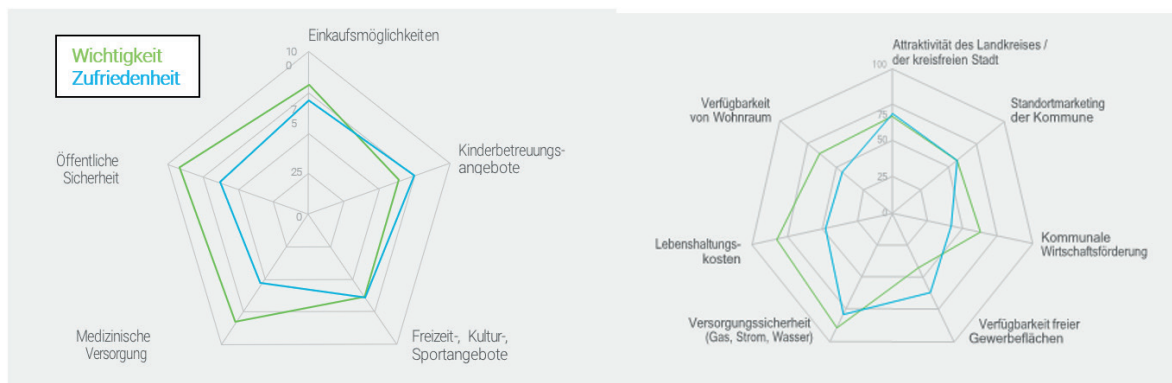 Wichtigkeit
Zufriedenheit
Einkaufsmöglichkeiten
10
0
7
5
25
0
Kinderbetreuungs-
angebote
Freizeit-, Kultur-,
Sportangebote
Medizinische
Versorgung
Öffentliche
Sicherheit
Attraktivität des Landkreises /
der kreisfreien Stadt
100
75
50
25
0
Standortmarketing
der Kommune
Kommunale
Wirtschaftsförderung
Verfügbarkeit freier
Gewerbeflächen
Versorgungssicherheit
(Gas, Strom, Wasser)
Lebenshaltungs-
kosten
Verfügbarkeit
von Wohnraum